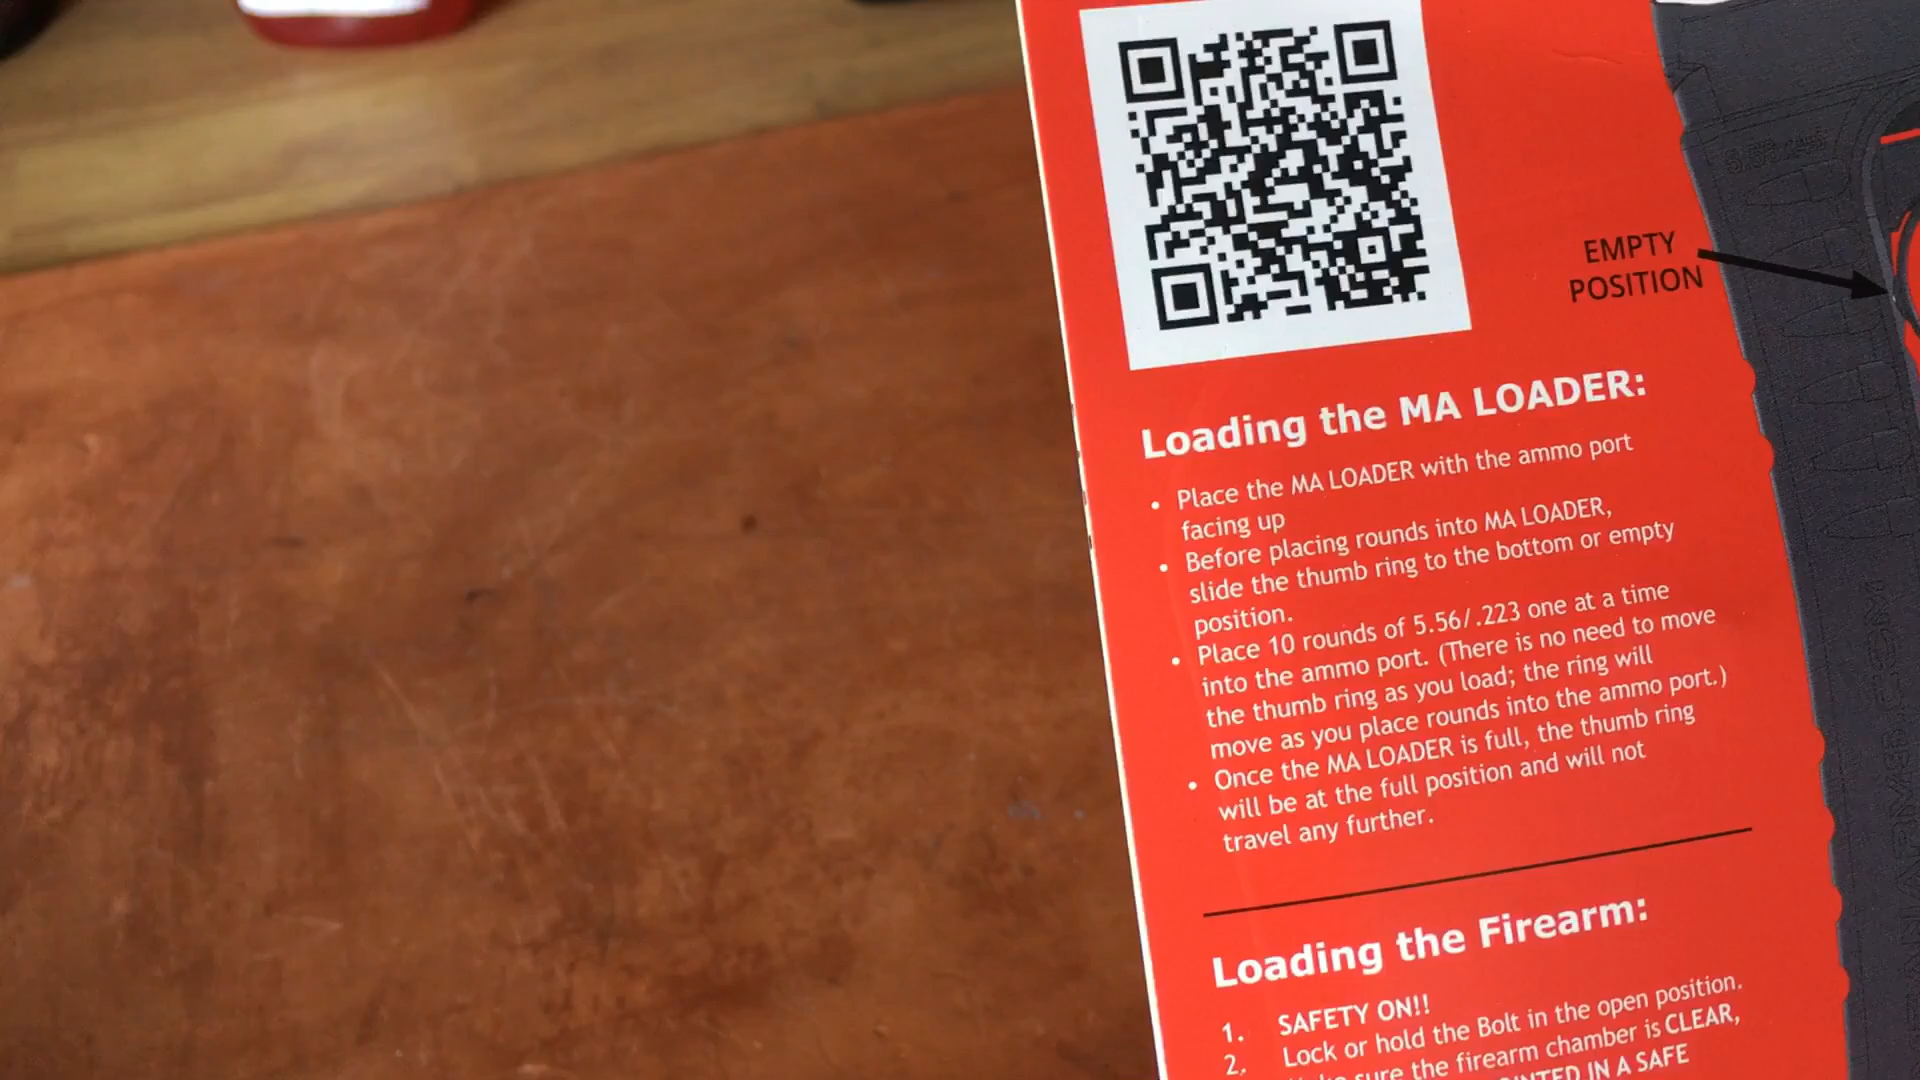 EMPTY
POSITION
Loading the MA LOADER:
• Place the MA LOADER with the ammo port
facing up
• Before placing rounds into MA LOADER,
slide the thumb ring to the bottom or empty
position.
• Place 10 rounds of 5.56/.223 one at a time
into the ammo port. (There is no need to move
the thumb ring as you load; the ring will
move as you place rounds into the ammo port.)
• Once the MA LOADER is full, the thumb ring
will be at the full position and will not
travel any further.
Loading the Firearm:
1. SAFETY ON!!
2. Lock or hold the Bolt in the open position.
sure the firearm chamber is CLEAR,
IN A SAFE